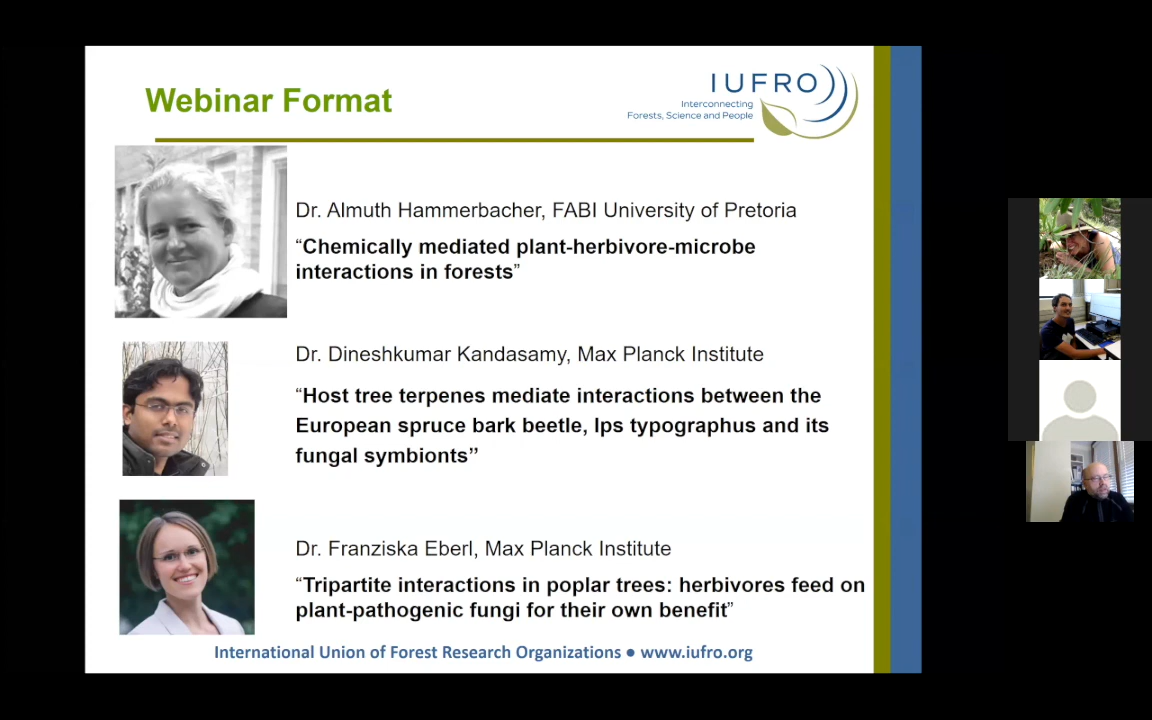 Webinar Format
IUFRO
Interconnecting
Forests, Science and People
Dr. Almuth Hammerbacher, FABI University of Pretoria
“Chemically mediated plant-herbivore-microbe
interactions in forests”
Dr. Dineshkumar Kandasamy, Max Planck Institute
“Host tree terpenes mediate interactions between the
European spruce bark beetle, Ips typographus and its
fungal symbionts”
Dr. Franziska Eberl, Max Planck Institute
“Tripartite interactions in poplar trees: herbivores feed on
plant-pathogenic fungi for their own benefit”
International Union of Forest Research Organizations ● www.iufro.org